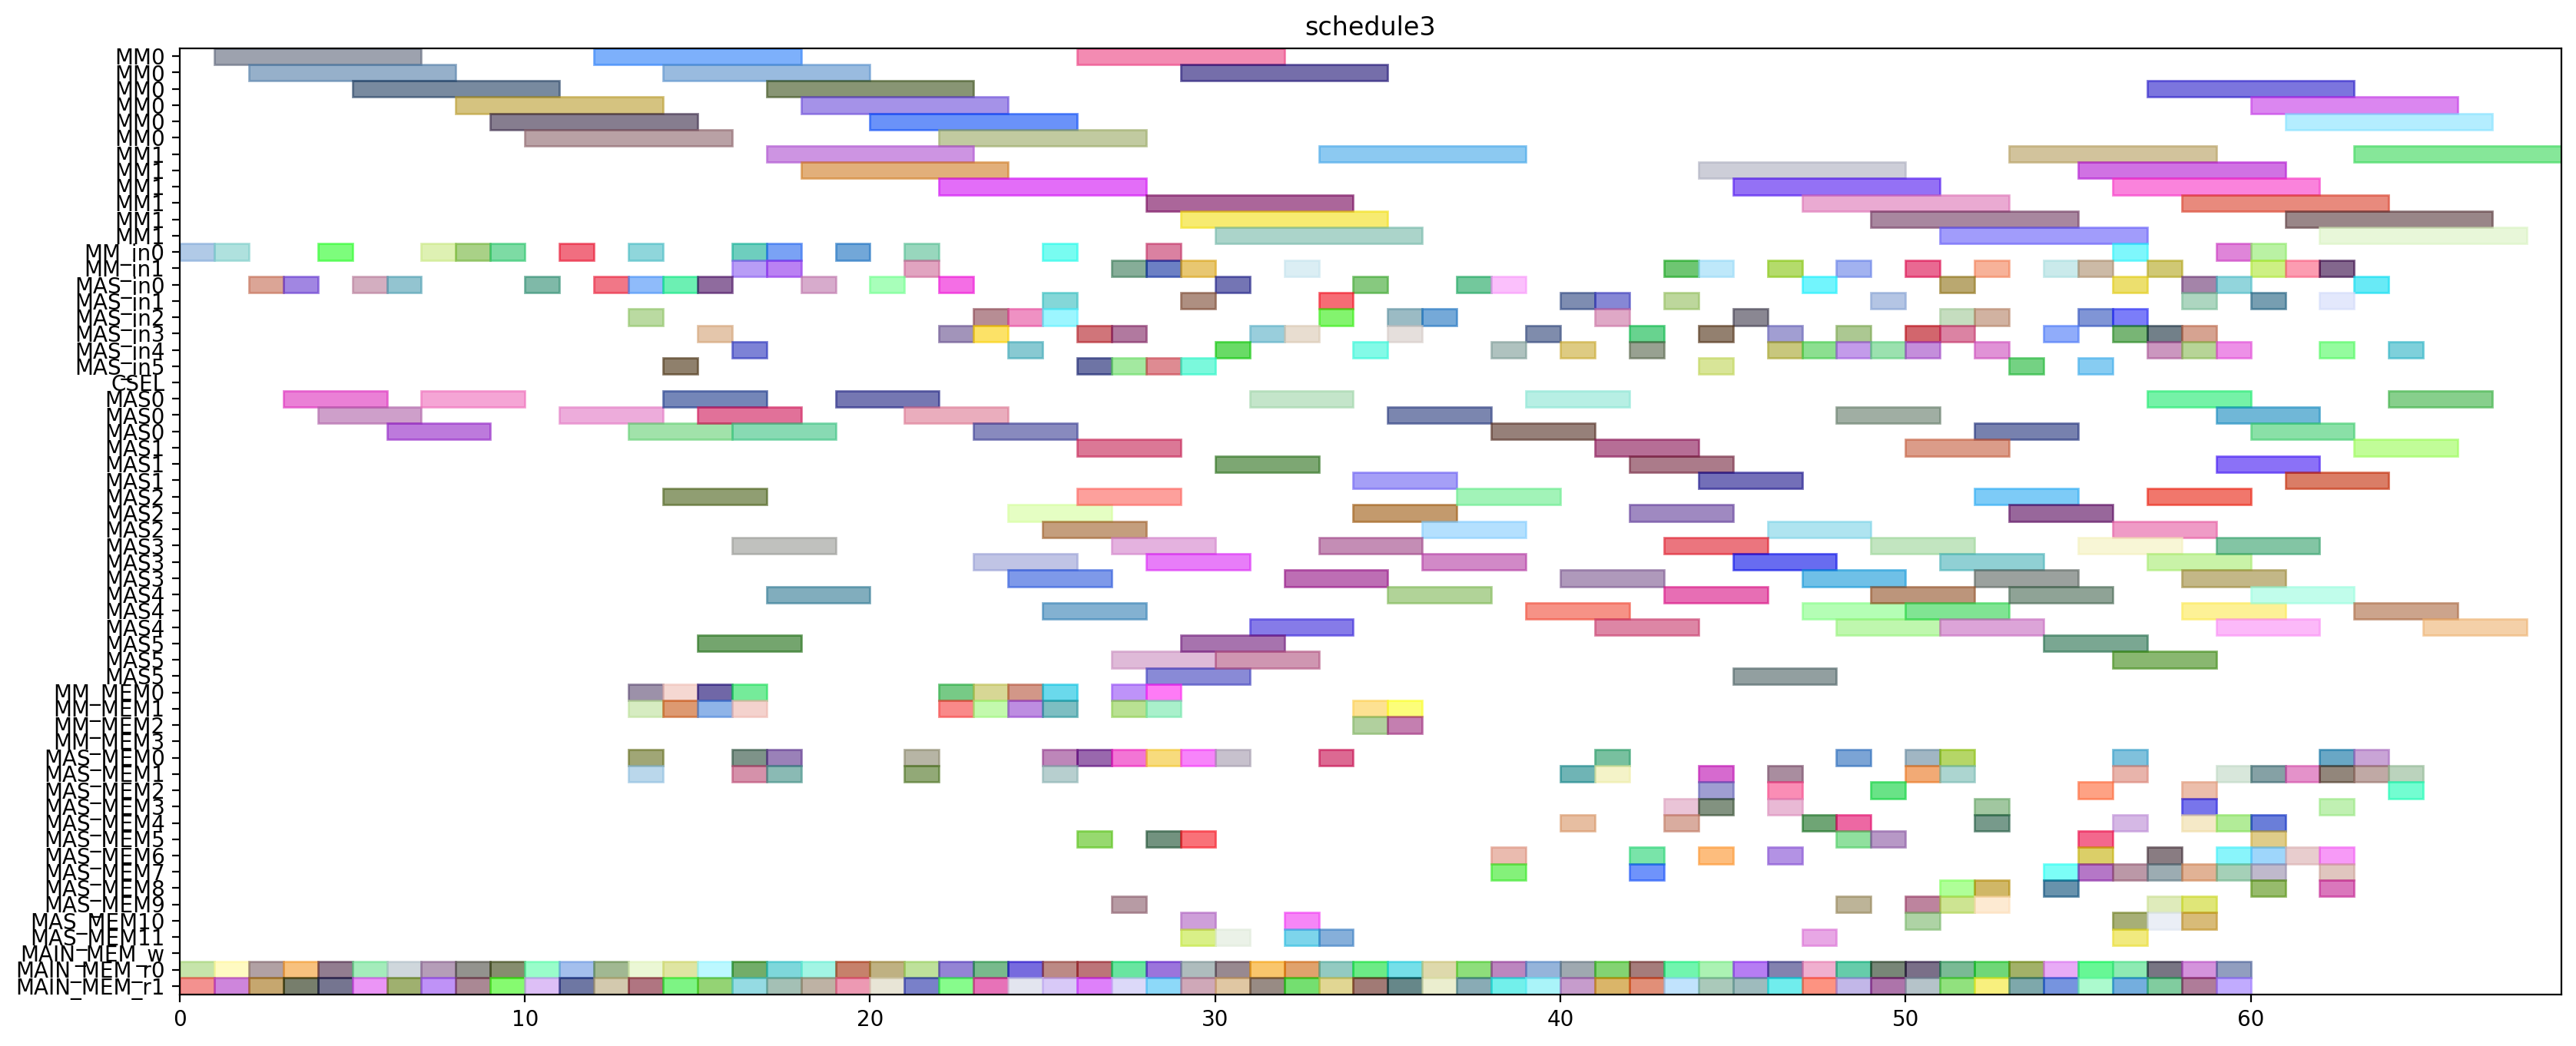 schedule3
MM0
MM0
MM0
MM0
MM0
MM0
MM1
MM1
MM1
MM1
MM1
MM1
MM_in0
MM_in1
MAS_in0
MAS_in1
MAS_in2
MAS_in3
MAS_in4
MAS_in5
CSEL
MAS0
MAS0
MAS0
MAS1
MAS1
MAS1
MAS2
MAS2
MAS2
MAS3
MAS3
MAS3
MAS4
MAS4
MAS4
MAS5
MAS5
MAS5
MM_MEM0
MM_MEM1
MM_MEM2
MM_MEM3
MAS_MEM0
MAS_MEM1
MAS_MEM2
MAS_MEM3
MAS_MEM4
MAS_MEM5
MAS_MEM6
MAS_MEM7
MAS_MEM8
MAS_MEM9
MAS_MEM10
MAS_MEM11
MAIN_MEM_w
MAIN_MEM_r0
MAIN_MEM_r1
0 10 20 30 40 50 60